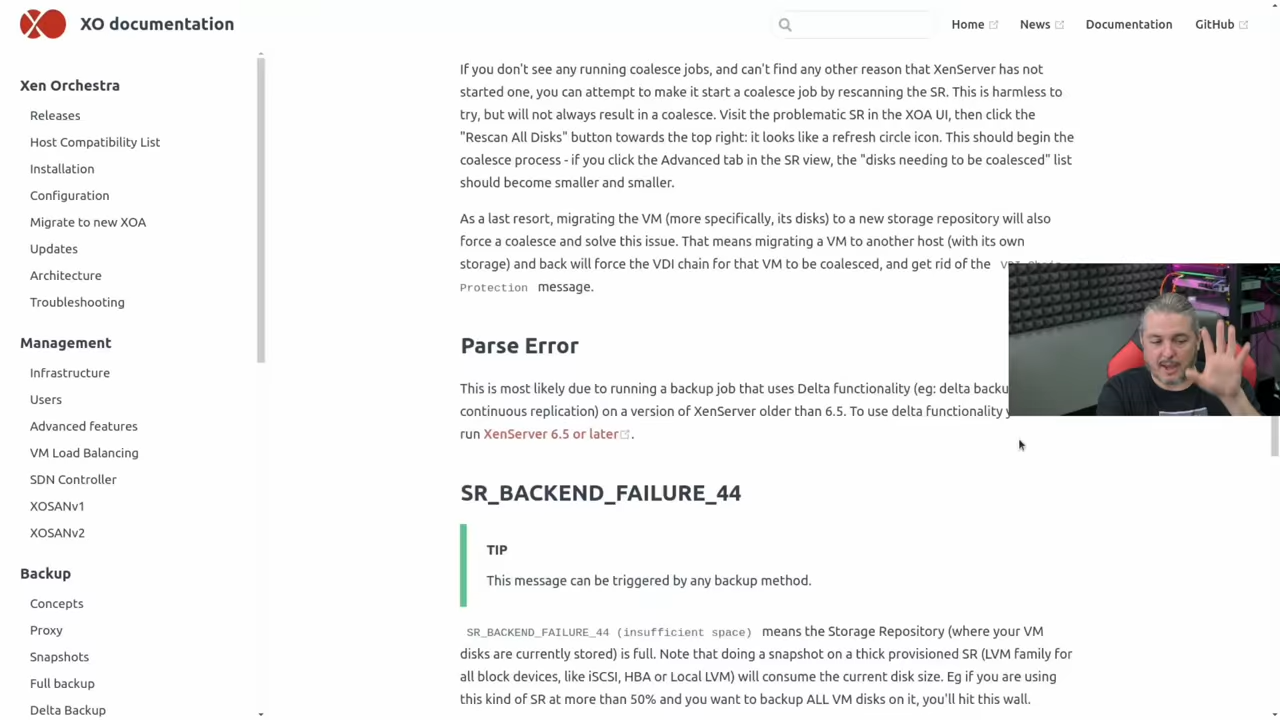 XO documentation
Home
News
Documentation
GitHub
Xen Orchestra
Releases
Host Compatibility List
Installation
Configuration
Migrate to new XOA
Updates
Architecture
Troubleshooting
Management
Infrastructure
Users
Advanced features
VM Load Balancing
SDN Controller
XOSANv1
XOSANv2
Backup
Concepts
Proxy
Snapshots
Full backup
Delta Backup
If you don't see any running coalesce jobs, and can't find any other reason that XenServer has not
started one, you can attempt to make it start a coalesce job by rescanning the SR. This is harmless to
try, but will not always result in a coalesce. Visit the problematic SR in the XOA UI, then click the
"Rescan All Disks" button towards the top right: it looks like a refresh circle icon. This should begin the
coalesce process - if you click the Advanced tab in the SR view, the "disks needing to be coalesced" list
should become smaller and smaller.
As a last resort, migrating the VM (more specifically, its disks) to a new storage repository will also
force a coalesce and solve this issue. That means migrating a VM to another host (with its own
storage) and back will force the VDI chain for that VM to be coalesced, and get rid of the
Protection message.
Parse Error
This is most likely due to running a backup job that uses Delta functionality (eg: delta
continuous replication) on a version of XenServer older than 6.5. To use delta functionality
run XenServer 6.5 or later.
SR_BACKEND_FAILURE_44
TIP
This message can be triggered by any backup method.
SR_BACKEND_FAILURE_44 (insufficient space) means the Storage Repository (where your VM
disks are currently stored) is full. Note that doing a snapshot on a thick provisioned SR (LVM family for
all block devices, like iSCSI, HBA or Local LVM) will consume the current disk size. Eg if you are using
this kind of SR at more than 50% and you want to backup ALL VM disks on it, you'll hit this wall.